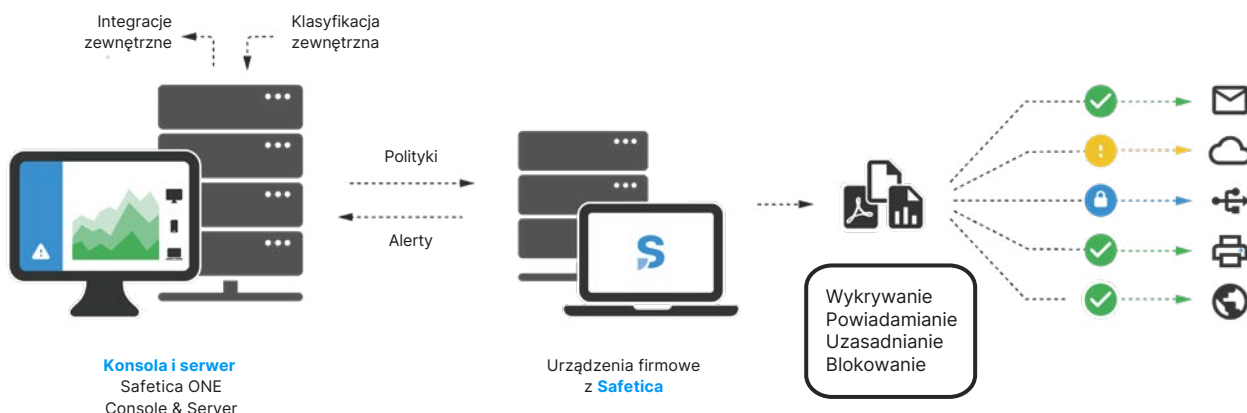 Integracje
zewnętrzne
Klasyfikacja
zewnętrzna
Polityki
Alerty
S
Wykrywanie
Powiadamianie
Uzasadnianie
Blokowanie
Konsola i serwer
Safetica ONE
Console & Server
Urządzenia firmowe
z Safetica